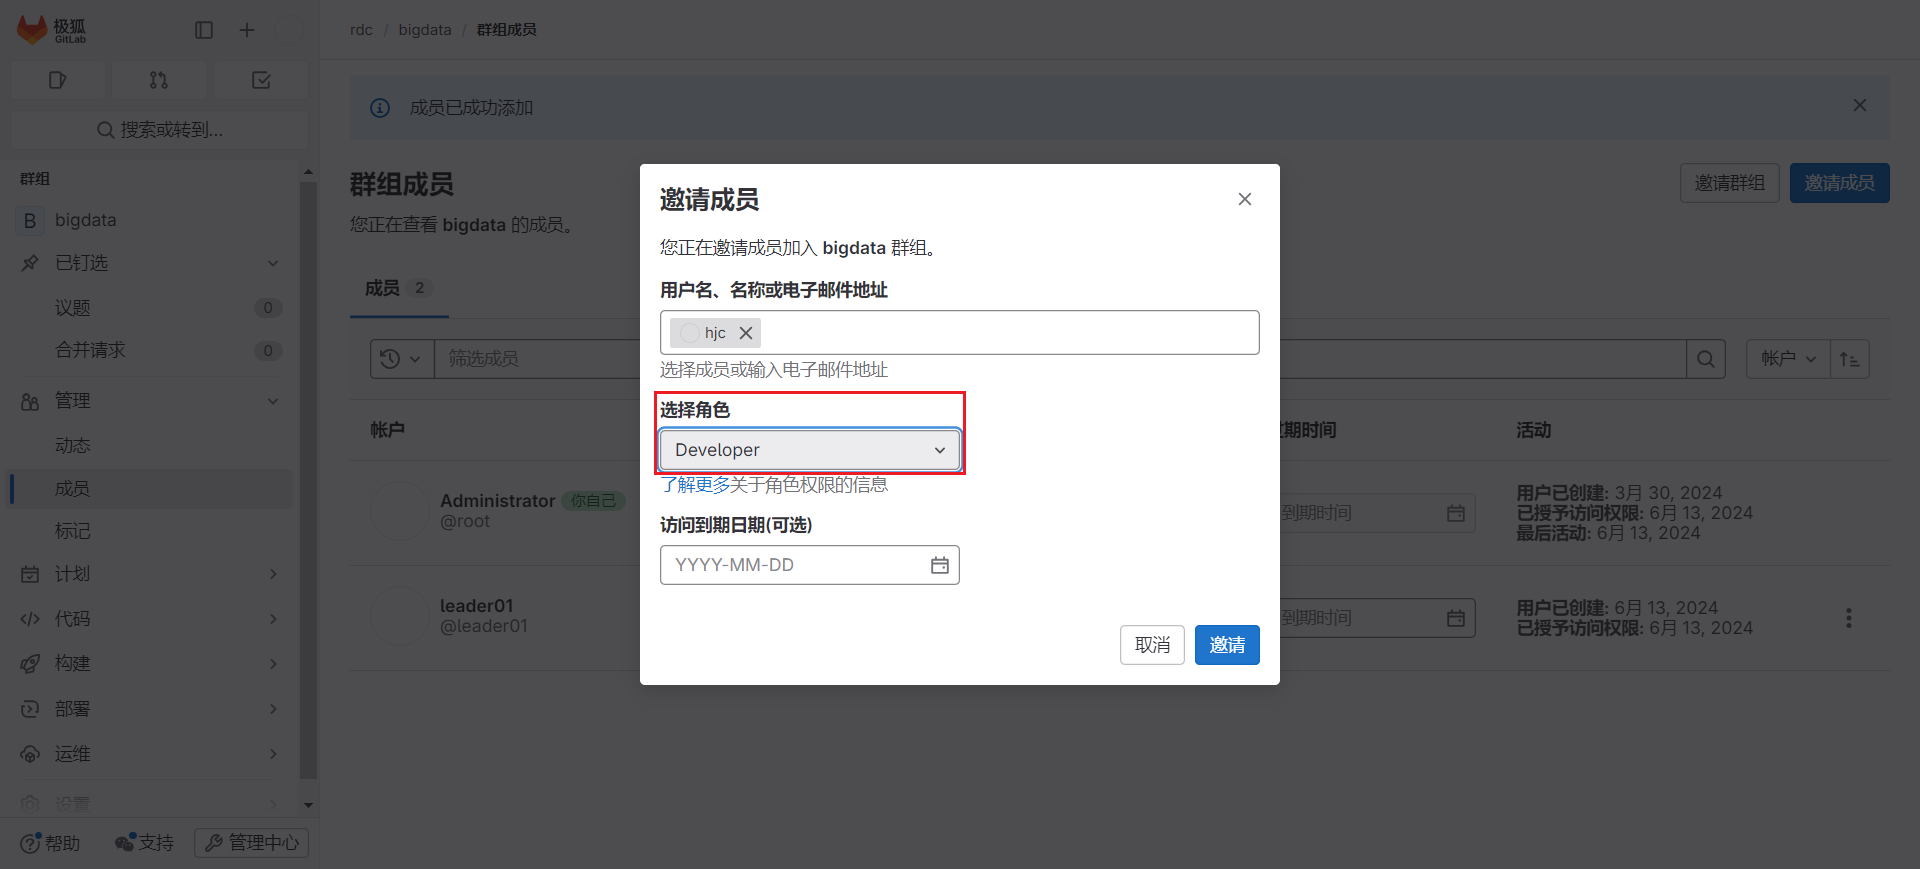 极狐
GitLab
rdc / bigdata / 群组成员
成员已成功添加
搜索或转到...
群组
B bigdata
已钉选
议题 0
合并请求 0
管理
动态
成员
标记
计划
代码
构建
部署
运维
设置
帮助
支持
管理中心
群组成员
您正在查看 bigdata 的成员。
邀请群组
邀请成员
成员 2
筛选成员
帐户
帐户
过期时间
活动
Administrator 你自己
@root
到期时间
用户已创建: 3月 30, 2024
已授予访问权限: 6月 13, 2024
最后活动: 6月 13, 2024
leader01
@leader01
到期时间
用户已创建: 6月 13, 2024
已授予访问权限: 6月 13, 2024
邀请成员
您正在邀请成员加入 bigdata 群组。
用户名、名称或电子邮件地址
hjc
选择成员或输入电子邮件地址
选择角色
Developer
了解更多关于角色权限的信息
访问到期日期(可选)
YYYY-MM-DD
取消
邀请